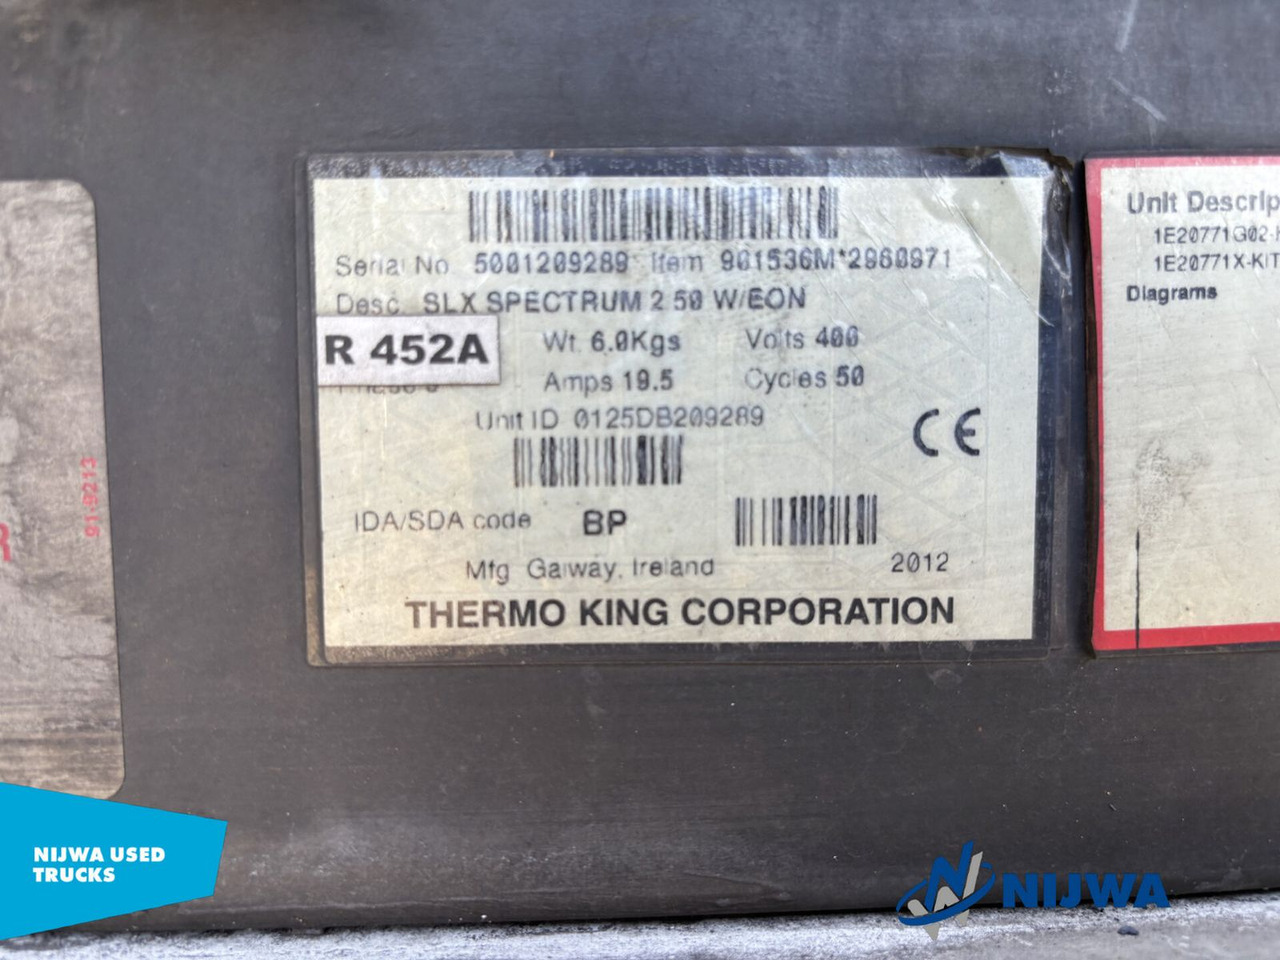 Serial No 5001209289 Item 901536M*2960971
Desc SLX SPECTRUM 2 50 W/EON
R 452A Wt 6.0Kgs Volts 400
Amps 19.5 Cycles 50
Unit ID 0125DB209289
CE
IDA/SDA code BP
Mfg Galway, Ireland 2012
THERMO KING CORPORATION
Unit Descrip
1E20771G02-
1E20771X-KIT
Diagrams
91-9213
R
NIJWA USED
TRUCKS
NIJWA